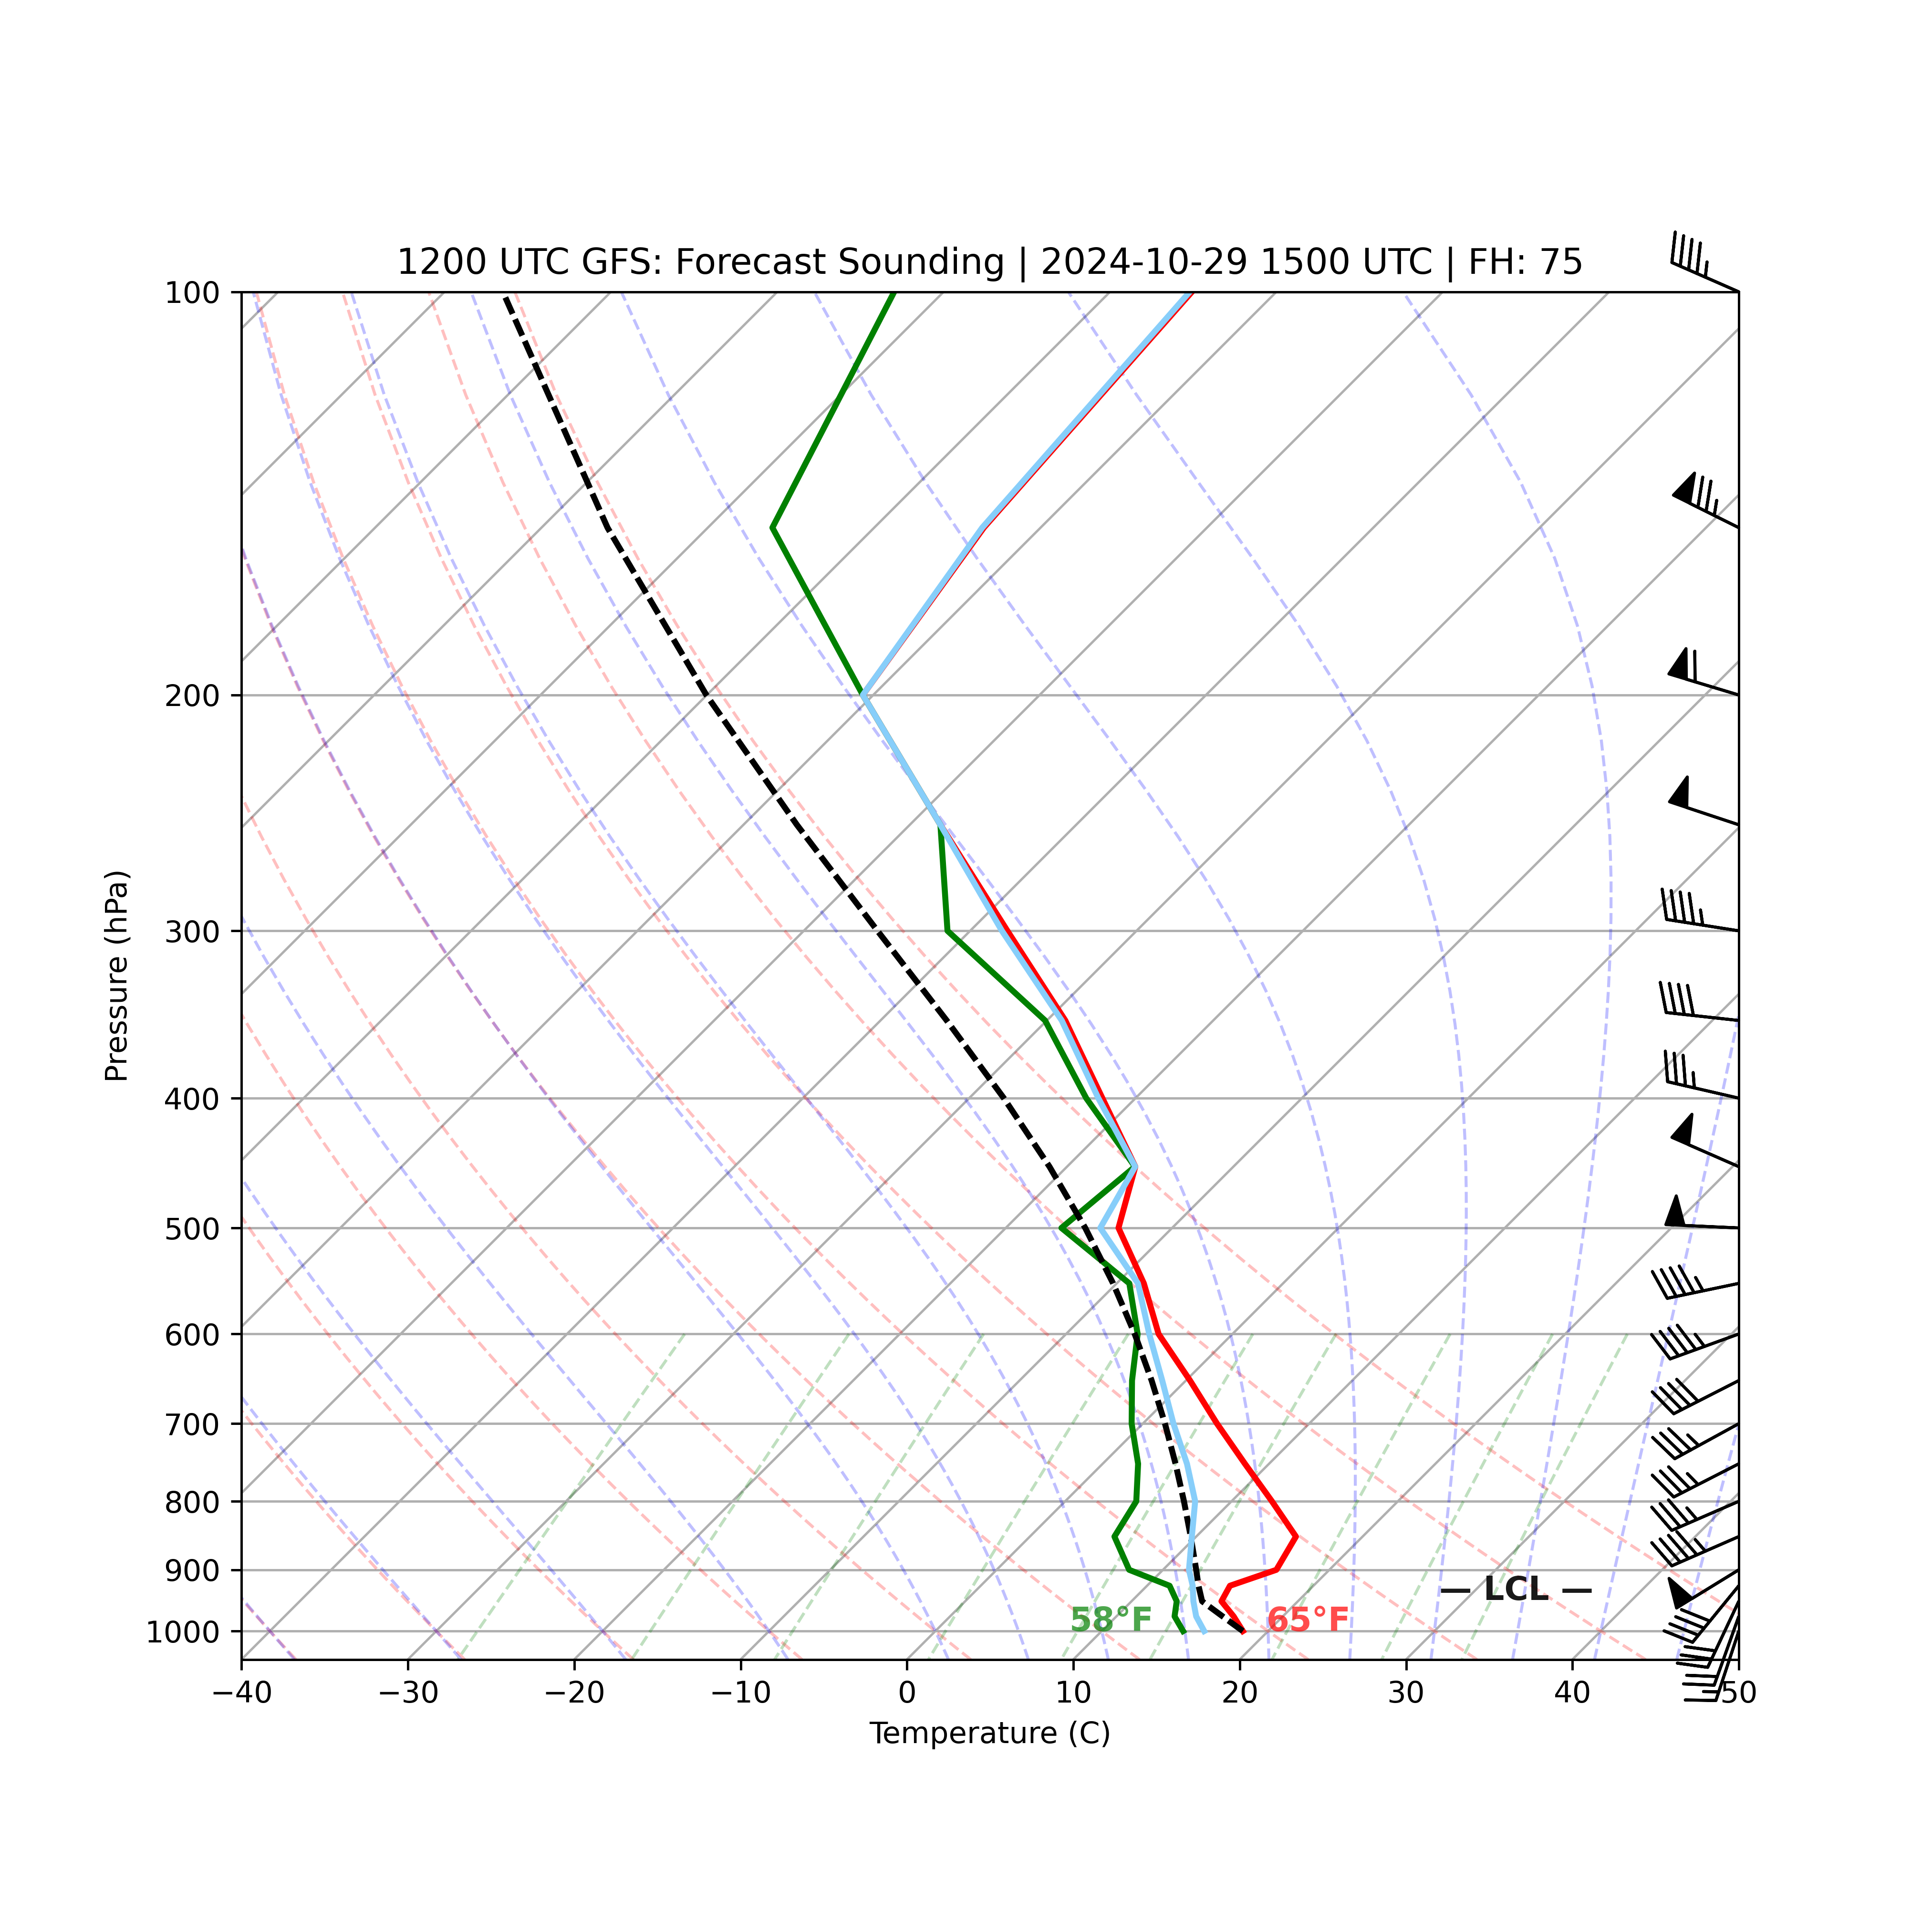 1200 UTC GFS: Forecast Sounding | 2024-10-29 1500 UTC | FH: 75
100
200
300
400
500
600
700
800
900
1000
Pressure (hPa)
— LCL —
58°F
65°F
−40 −30 −20 −10 0 10 20 30 40 50
Temperature (C)